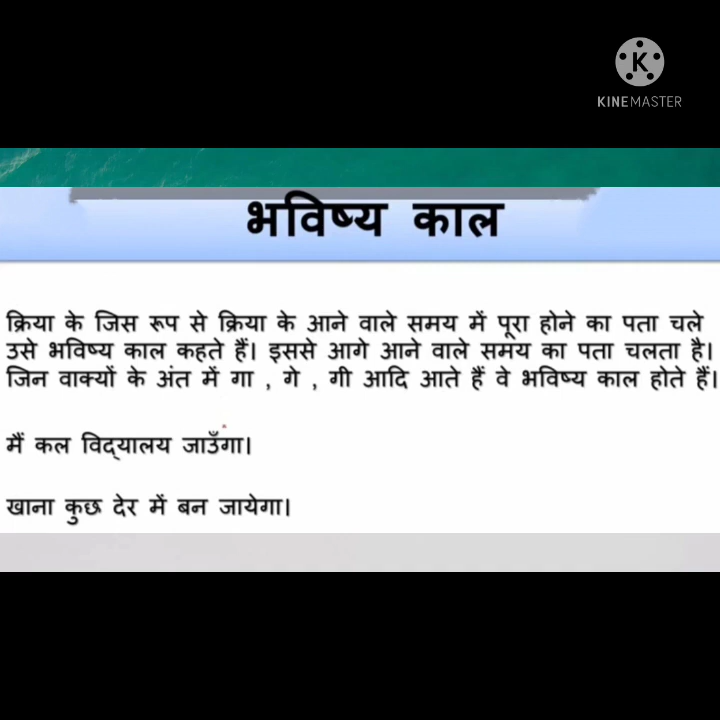 K
KINEMASTER
भविष्य काल
क्रिया के जिस रूप से क्रिया के आने वाले समय में पूरा होने का पता चले
उसे भविष्य काल कहते हैं। इससे आगे आने वाले समय का पता चलता है।
जिन वाक्यों के अंत में गा , गे , गी आदि आते हैं वे भविष्य काल होते हैं।
मैं कल विद्यालय जाउँगा।
खाना कुछ देर में बन जायेगा।